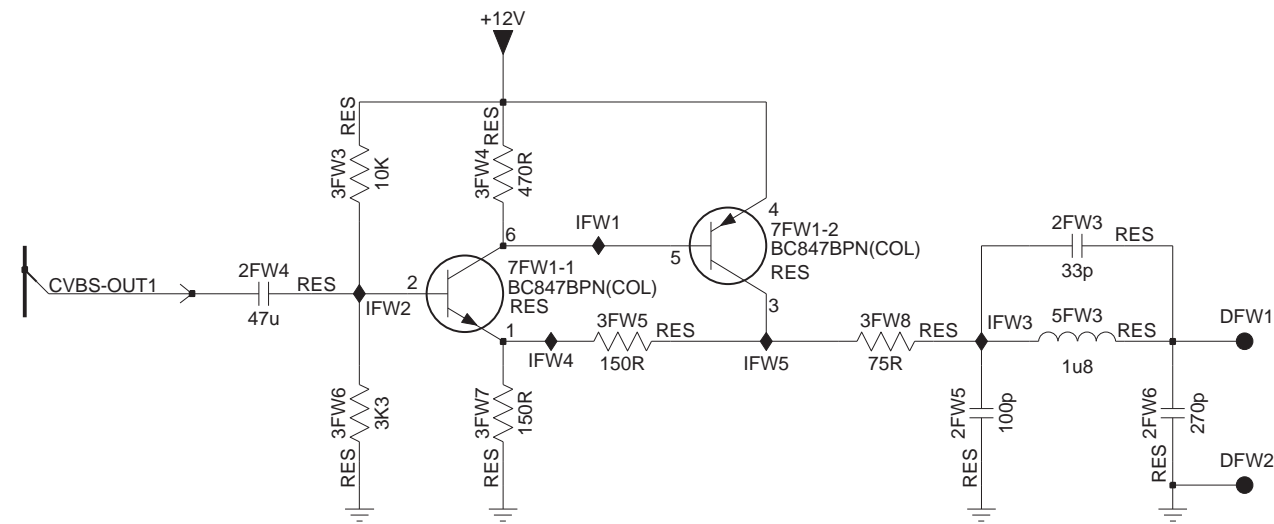 +12V
RES
3FW3
10K
RES
3FW4
470R
6
IFW1
5
4
7FW1-2
BC847BPN(COL)
RES
3
2FW3
RES
33p
CVBS-OUT1
2FW4
RES
47u
IFW2
2
7FW1-1
BC847BPN(COL)
RES
1
IFW4
3FW5
RES
150R
IFW5
3FW8
RES
75R
IFW3
5FW3
RES
1u8
DFW1
3FW6
3K3
RES
3FW7
150R
RES
2FW5
100p
RES
2FW6
270p
RES
DFW2